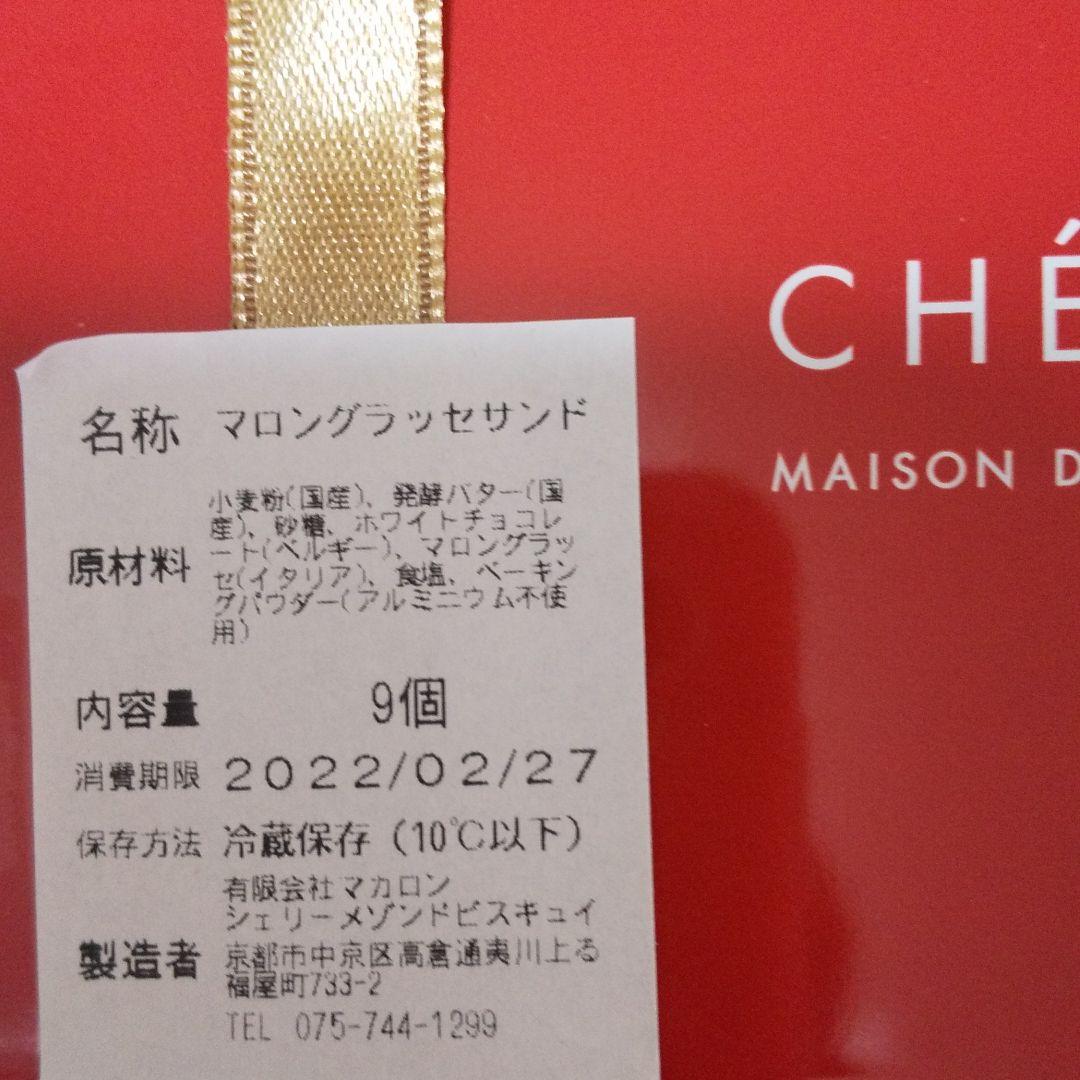 CHÉ
MAISON D
名称 マロングラッセサンド
原材料 小麦粉(国産)、発酵バター(国
産)、砂糖、ホワイトチョコレ
ート(ベルギー)、マロングラッ
セ(イタリア)、食塩、ベーキン
グパウダー(アルミニウム不使
用)
内容量 9個
消費期限 2022/02/27
保存方法 冷蔵保存(10℃以下)
製造者 有限会社マカロン
シェリーメゾンドビスキュイ
京都市中京区高倉通夷川上る
福屋町733-2
TEL 075-744-1299